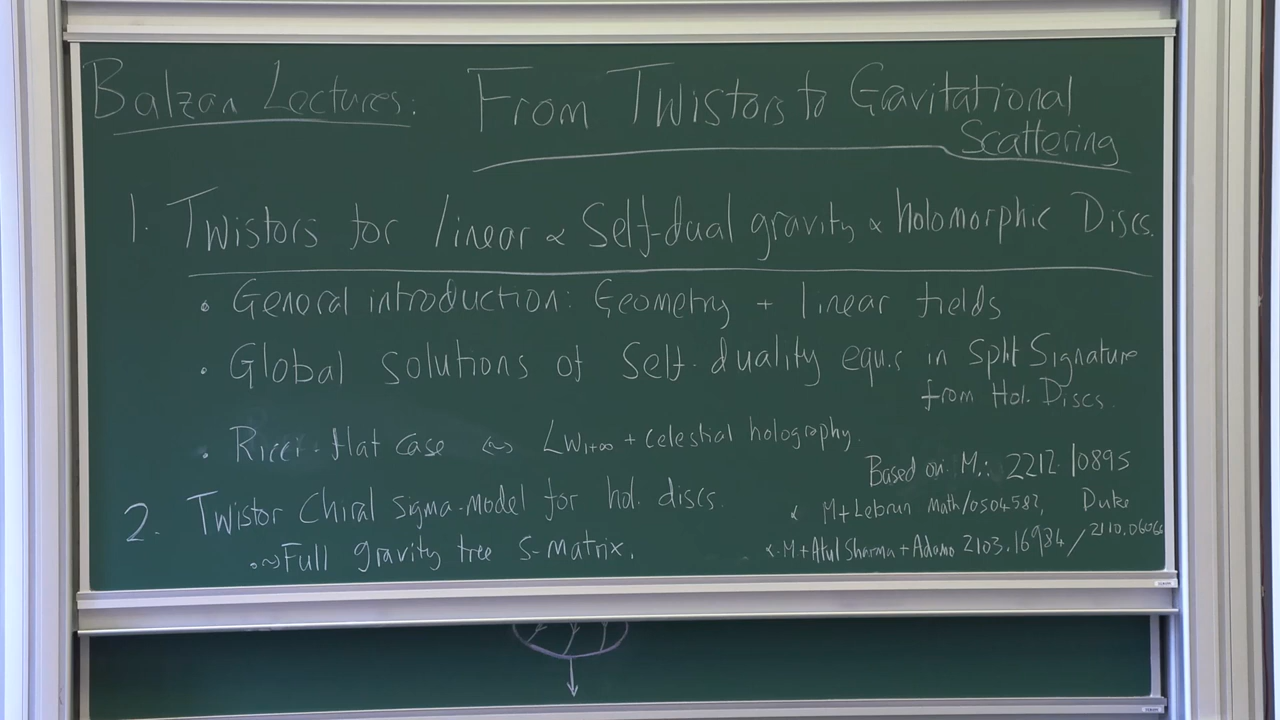 Balzan Lectures: From Twistors to Gravitational
Scattering
1. Twistors for linear & Self-dual gravity & holomorphic Discs.
• General introduction: Geometry + linear fields
• Global solutions of Self-duality equ.s in Split Signature
from Hol. Discs.
• Ricci-flat case ↔ LW1+∞ + celestial holography.
Based on: M.: 2212.10895
2. Twistor Chiral sigma-model for hol. discs.
& M+Lebrun Math/0504582, Duke
•~> Full gravity tree S-matrix.
& M+Atul Sharma+Adamo 2103.16984 / 2110.06066